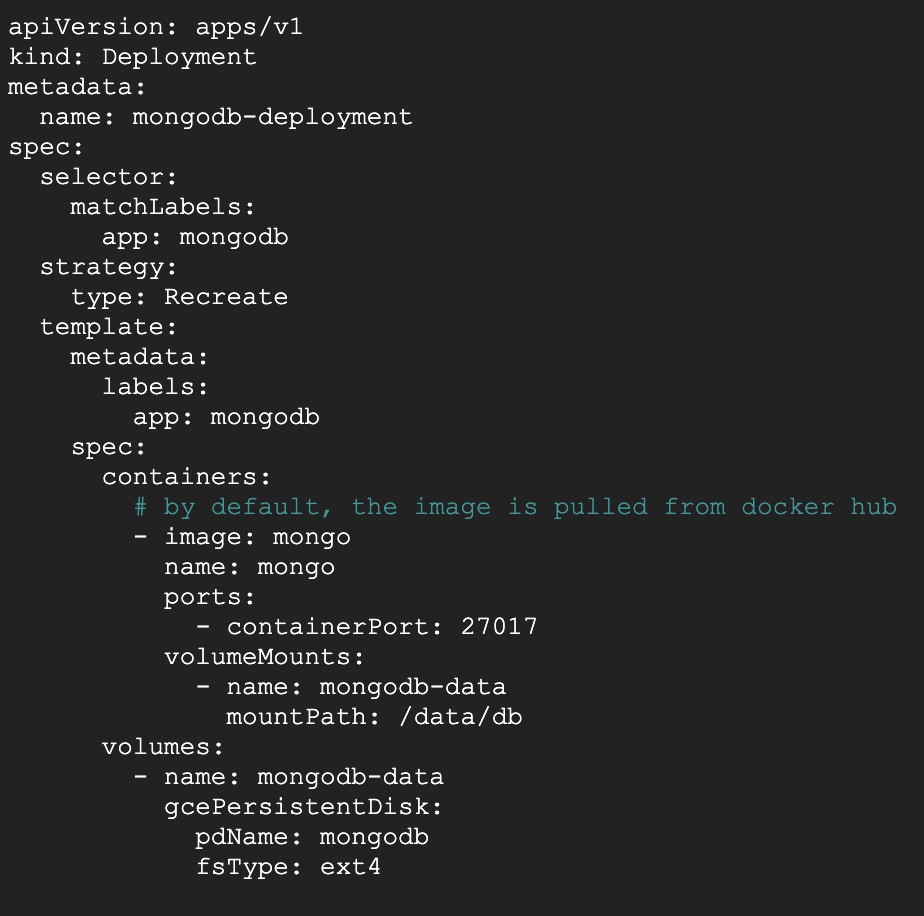 apiVersion: apps/v1
kind: Deployment
metadata:
  name: mongodb-deployment
spec:
  selector:
    matchLabels:
      app: mongodb
  strategy:
    type: Recreate
  template:
    metadata:
      labels:
        app: mongodb
    spec:
      containers:
        # by default, the image is pulled from docker hub
        - image: mongo
          name: mongo
          ports:
            - containerPort: 27017
          volumeMounts:
            - name: mongodb-data
              mountPath: /data/db
      volumes:
        - name: mongodb-data
          gcePersistentDisk:
            pdName: mongodb
            fsType: ext4